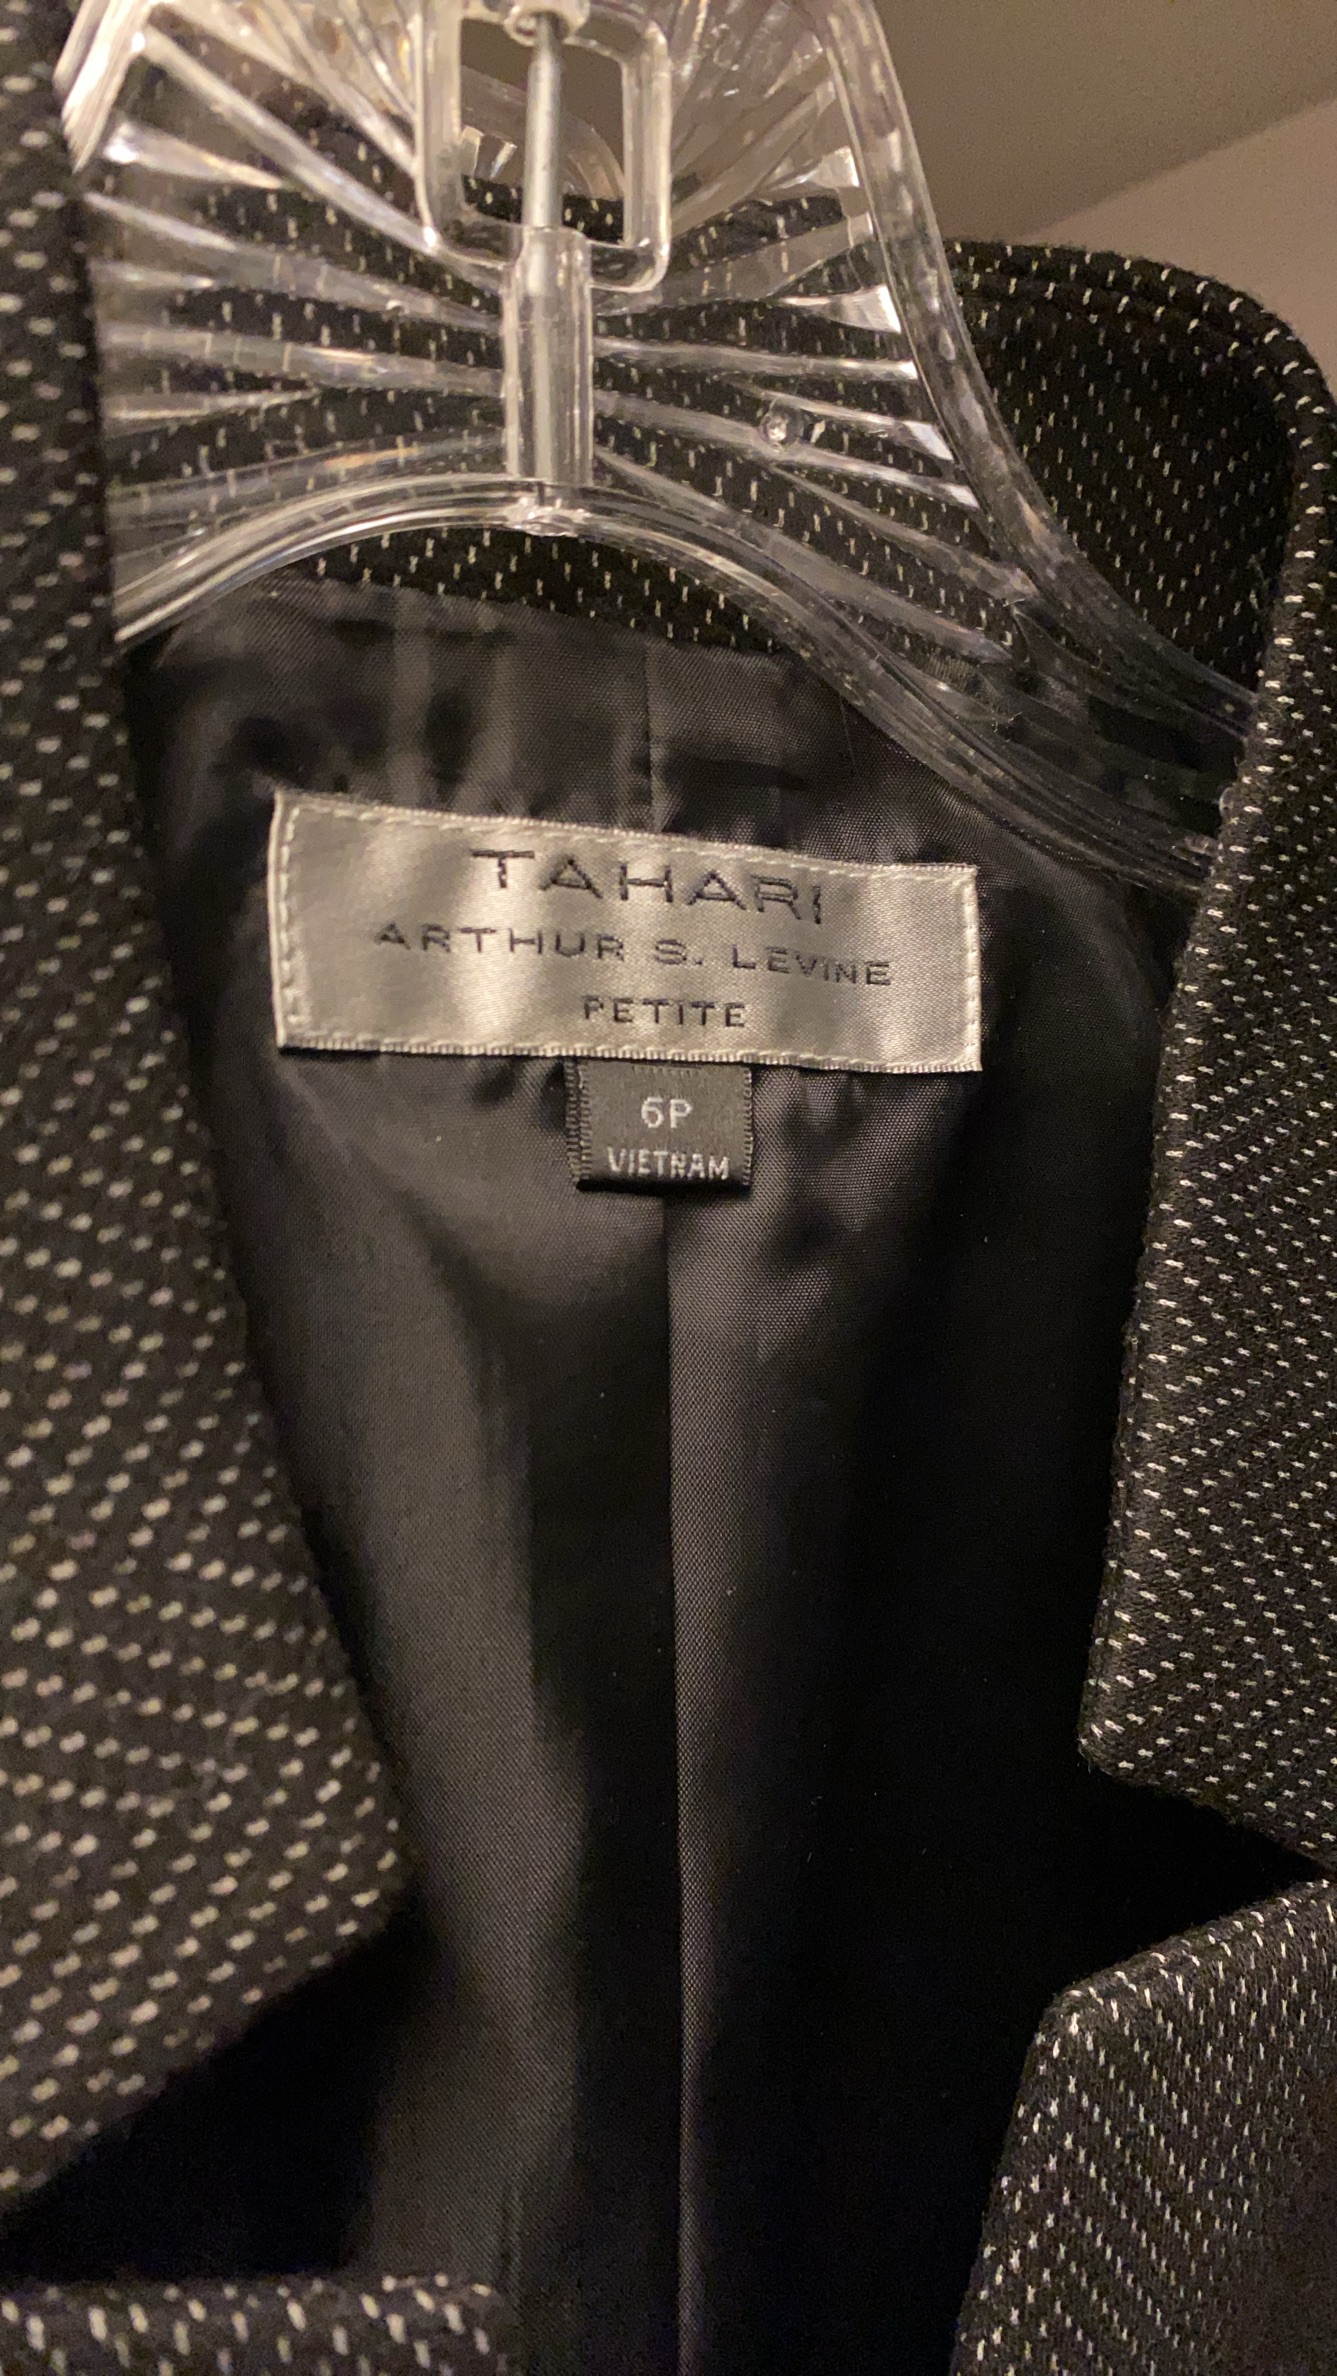 TAHARI
ARTHUR S. LEVINE
PETITE
6P
VIETNAM